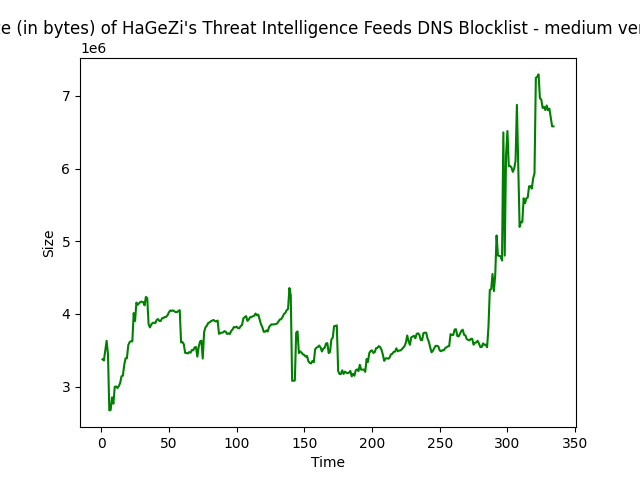 e (in bytes) of HaGeZi's Threat Intelligence Feeds DNS Blocklist - medium ver
1e6
7
6
5
4
3
Size
0 50 100 150 200 250 300 350
Time